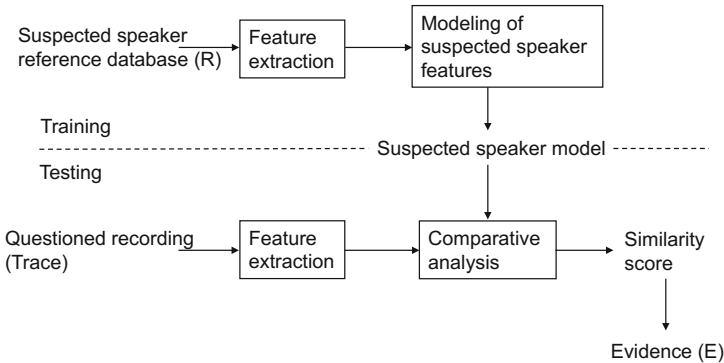 Suspected speaker
reference database (R)
Feature
extraction
Modeling of
suspected speaker
features
Training
Suspected speaker model
Testing
Questioned recording
(Trace)
Feature
extraction
Comparative
analysis
Similarity
score
Evidence (E)